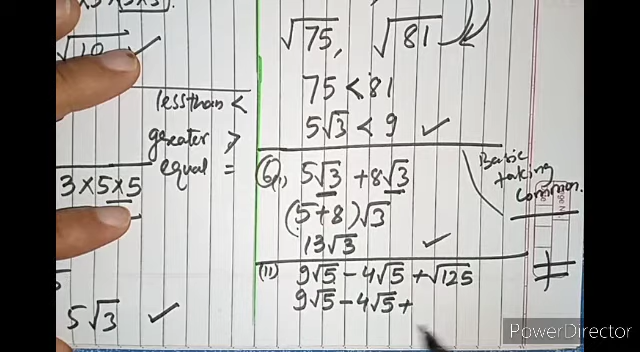 √10 ✓
less than <
greater >
equal =
3×5×5
5√3 ✓
√75, √81
75 < 81
5√3 < 9 ✓
6 (i) 5√3 + 8√3
(5+8)√3
13√3 ✓
Basic
taking
Common.
(ii) 9√5 - 4√5 + √125
9√5 - 4√5 +
PowerDirector